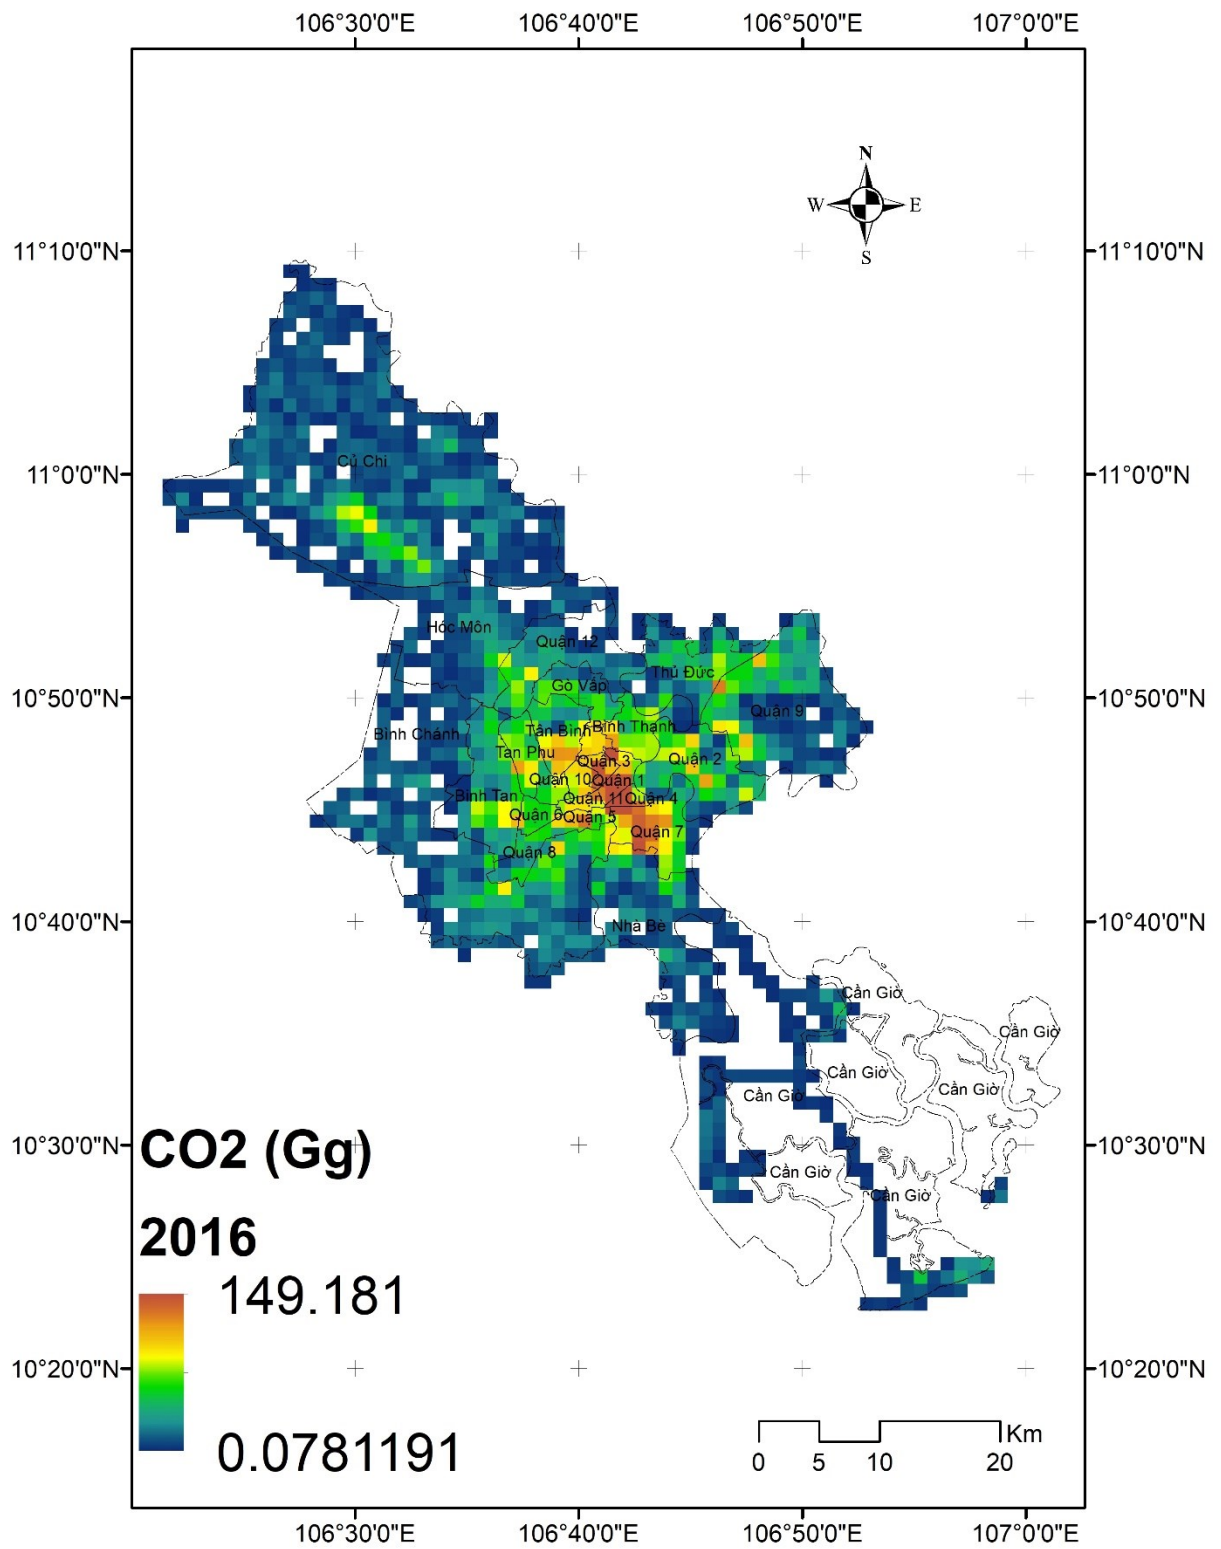 106°30'0"E 106°40'0"E 106°50'0"E 107°0'0"E
N
W E
S
11°10'0"N 11°10'0"N
Củ Chi
11°0'0"N 11°0'0"N
Hóc Môn
Quận 12
Thủ Đức
Gò Vấp
10°50'0"N 10°50'0"N
Quận 9
Bình Chánh
Tân Bình
Bình Thạnh
Tan Phu
Quận 3
Quận 2
Quận 10
Quận 1
Bình Tan
Quận 11
Quận 4
Quận 6
Quận 5
Quận 7
Quận 8
10°40'0"N 10°40'0"N
Nhà Bè
Cần Giờ
Cần Giờ
Cần Giờ
Cần Giờ
Cần Giờ
10°30'0"N 10°30'0"N
CO2 (Gg)
Cần Giờ
Cần Giờ
2016
149.181
10°20'0"N 10°20'0"N
0.0781191
Km
0 5 10 20
106°30'0"E 106°40'0"E 106°50'0"E 107°0'0"E